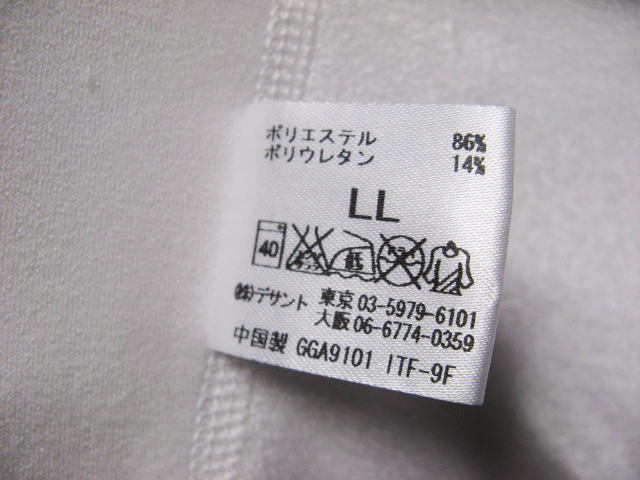 ポリエステル 86%
ポリウレタン 14%
LL
40 低
㈱デサント 東京 03-5979-6101
大阪 06-6774-0359
中国製 GGA9101 ITF-9F